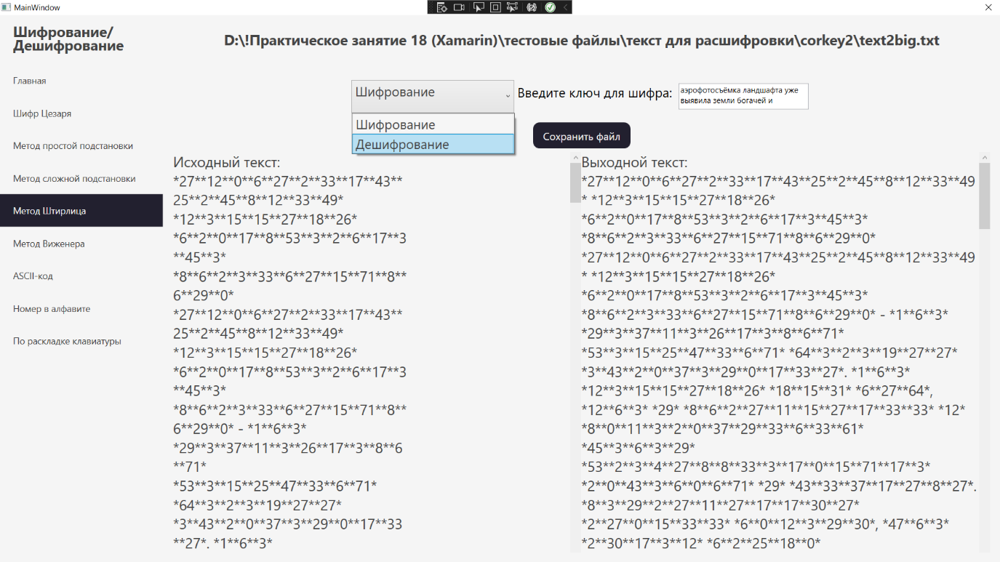 MainWindow
Шифрование/
Дешифрование
D:\!Практическое занятие 18 (Xamarin)\тестовые файлы\текст для расшифровки\corkey2\text2big.txt
Главная
Шифр Цезаря
Метод простой подстановки
Метод сложной подстановки
Метод Штирлица
Метод Виженера
ASCII-код
Номер в алфавите
По раскладке клавиатуры
Шифрование
Шифрование
Дешифрование
Введите ключ для шифра:
аэрофотосъёмка ландшафта уже
выявила земли богачей и
Сохранить файл
Исходный текст:
*27**12**0**6**27**2**33**17**43**
25**2**45**8**12**33**49*
*12**3**15**15**27**18**26*
*6**2**0**17**8**53**3**2**6**17**3
**45**3*
*8**6**2**3**33**6**27**15**71**8**
6**29**0*
*27**12**0**6**27**2**33**17**43**
25**2**45**8**12**33**49*
*12**3**15**15**27**18**26*
*6**2**0**17**8**53**3**2**6**17**3
**45**3*
*8**6**2**3**33**6**27**15**71**8**
6**29**0* - *1**6**3*
*29**3**37**11**3**26**17**3**8**6
**71*
*53**3**15**25**47**33**6**71*
*64**3**2**3**19**27**27*
*3**43**2**0**37**3**29**0**17**33
**27*. *1**6**3*
Выходной текст:
*27**12**0**6**27**2**33**17**43**25**2**45**8**12**33**49
* *12**3**15**15**27**18**26*
*6**2**0**17**8**53**3**2**6**17**3**45**3*
*8**6**2**3**33**6**27**15**71**8**6**29**0*
*27**12**0**6**27**2**33**17**43**25**2**45**8**12**33**49
* *12**3**15**15**27**18**26*
*6**2**0**17**8**53**3**2**6**17**3**45**3*
*8**6**2**3**33**6**27**15**71**8**6**29**0* - *1**6**3*
*29**3**37**11**3**26**17**3**8**6**71*
*53**3**15**25**47**33**6**71* *64**3**2**3**19**27**27*
*3**43**2**0**37**3**29**0**17**33**27*. *1**6**3*
*12**3**15**15**27**18**26* *18**15**31* *6**27**64*,
*12**6**3* *29* *8**6**2**27**11**15**27**17**33**33* *12*
*8**0**11**3**2**0**37**29**33**6**33**61*
*45**3**6**3**29*
*53**2**3**4**27**8**8**33**3**17**0**15**71**17**3*
*2**0**43**3**6**0**6**71* *29* *43**33**37**17**27**8**27*.
*8**3**29**2**27**11**27**17**17**30**27*
*2**27**0**15**33**33* *6**0**12**3**29**30*, *47**6**3*
*2**30**17**3**12* *6**2**25**18**0*